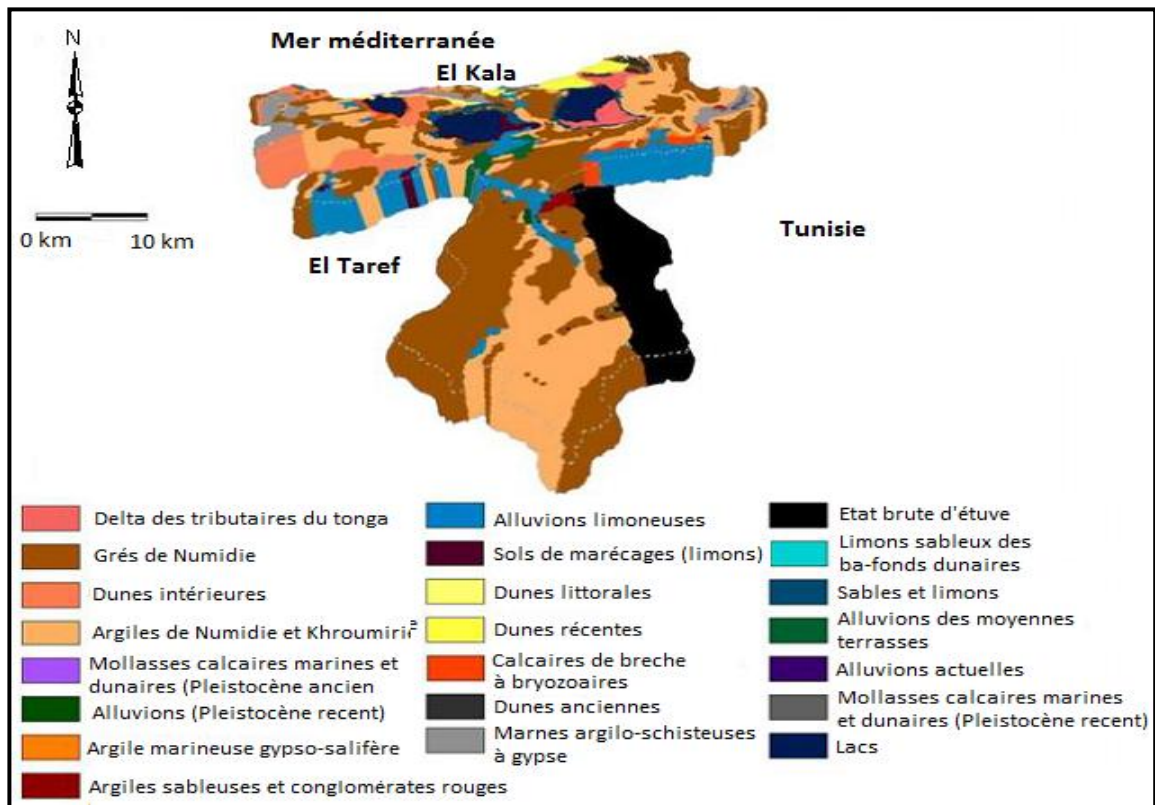 N
Mer méditerranée
El Kala
0 km 10 km
El Taref
Tunisie
Delta des tributaires du tonga
Grés de Numidie
Dunes intérieures
Argiles de Numidie et Khroumirie
Mollasses calcaires marines et
dunaires (Pleistocène ancien
Alluvions (Pleistocène recent)
Argile marineuse gypso-salifère
Argiles sableuses et conglomérates rouges
Alluvions limoneuses
Sols de marécages (limons)
Dunes littorales
Dunes récentes
Calcaires de breche
à bryozoaires
Dunes anciennes
Marnes argilo-schisteuses
à gypse
Etat brute d'étuve
Limons sableux des
ba-fonds dunaires
Sables et limons
Alluvions des moyennes
terrasses
Alluvions actuelles
Mollasses calcaires marines
et dunaires (Pleistocène recent)
Lacs